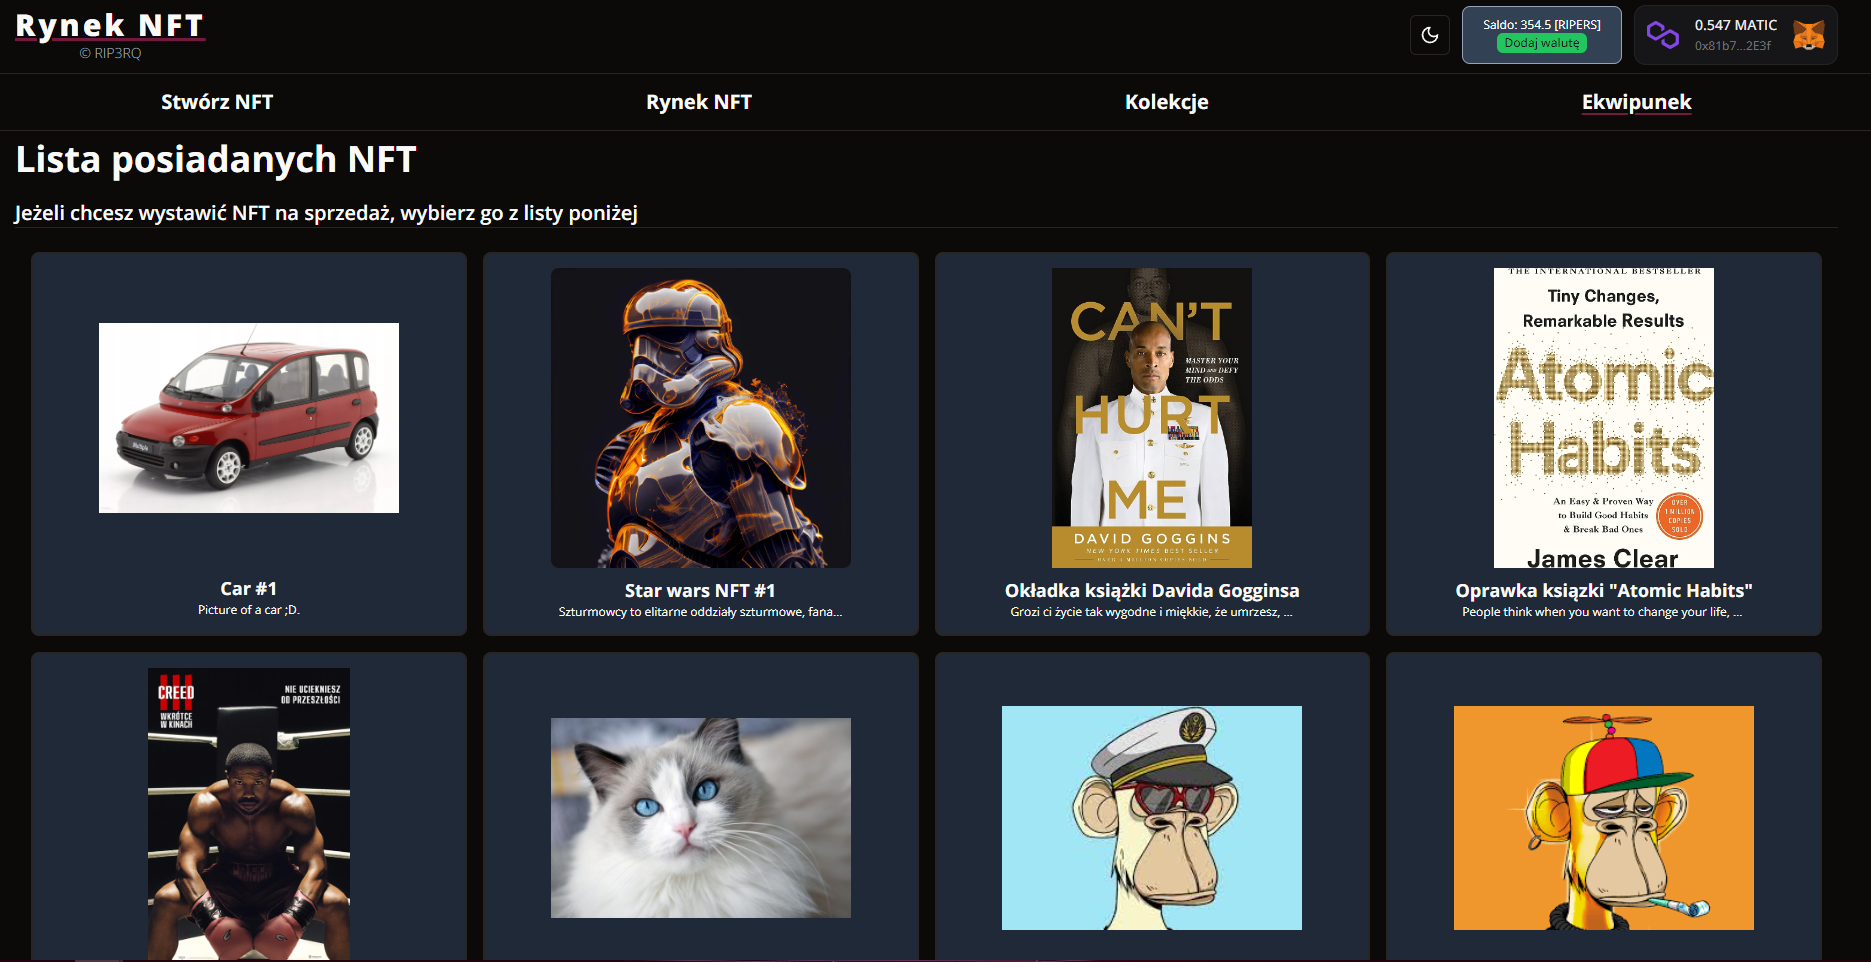 Rynek NFT
© RIP3RQ
Saldo: 354.5 [RIPERS]
Dodaj walutę
0.547 MATIC
0x81b7...2E3f
Stwórz NFT
Rynek NFT
Kolekcje
Ekwipunek
Lista posiadanych NFT
Jeżeli chcesz wystawić NFT na sprzedaż, wybierz go z listy poniżej
Multipla
Car #1
Picture of a car ;D.
Star wars NFT #1
Szturmowcy to elitarne oddziały szturmowe, fana...
CAN'T
HURT
ME
MASTER YOUR
MIND AND DEFY
THE ODDS
DAVID GOGGINS
NEW YORK TIMES BEST SELLER
Okładka książki Davida Gogginsa
Grozi ci życie tak wygodne i miękkie, że umrzesz, ...
THE INTERNATIONAL BESTSELLER
Tiny Changes,
Remarkable Results
Atomic
Habits
An Easy & Proven Way
to Build Good Habits
& Break Bad Ones
OVER
1 MILLION
COPIES
SOLD
James Clear
Oprawka ksiązki "Atomic Habits"
People think when you want to change your life, ...
CREED
III
WKRÓTCE
W KINACH
NIE UCIEKNIESZ
OD PRZESZŁOŚCI
CREED